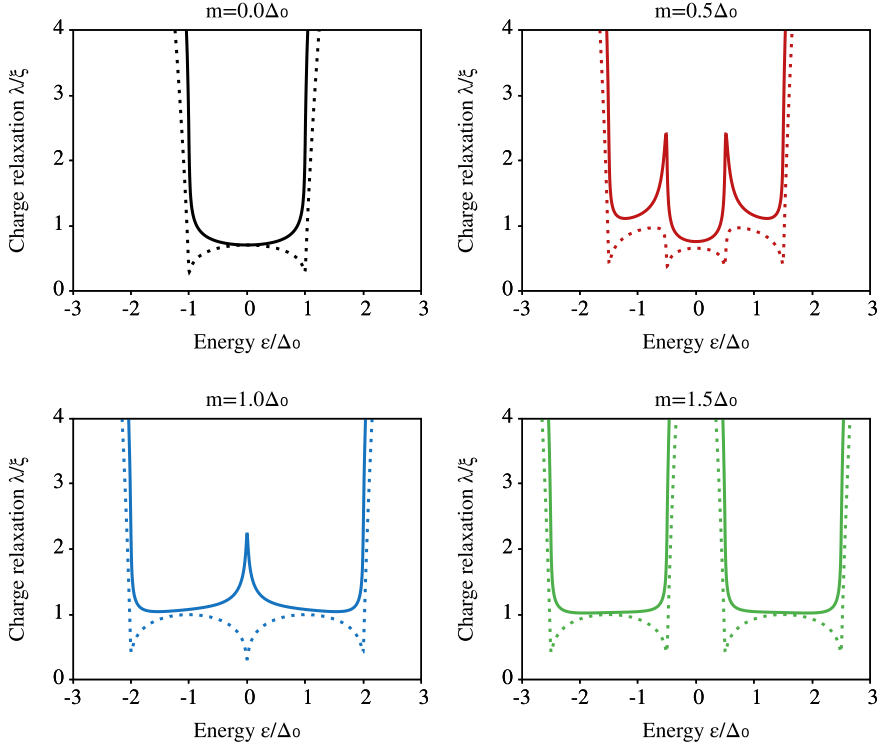 m=0.0Δ₀
4
3
2
1
0
Charge relaxation λ/ξ
-3 -2 -1 0 1 2 3
Energy ε/Δ₀
m=0.5Δ₀
4
3
2
1
0
Charge relaxation λ/ξ
-3 -2 -1 0 1 2 3
Energy ε/Δ₀
m=1.0Δ₀
4
3
2
1
0
Charge relaxation λ/ξ
-3 -2 -1 0 1 2 3
Energy ε/Δ₀
m=1.5Δ₀
4
3
2
1
0
Charge relaxation λ/ξ
-3 -2 -1 0 1 2 3
Energy ε/Δ₀